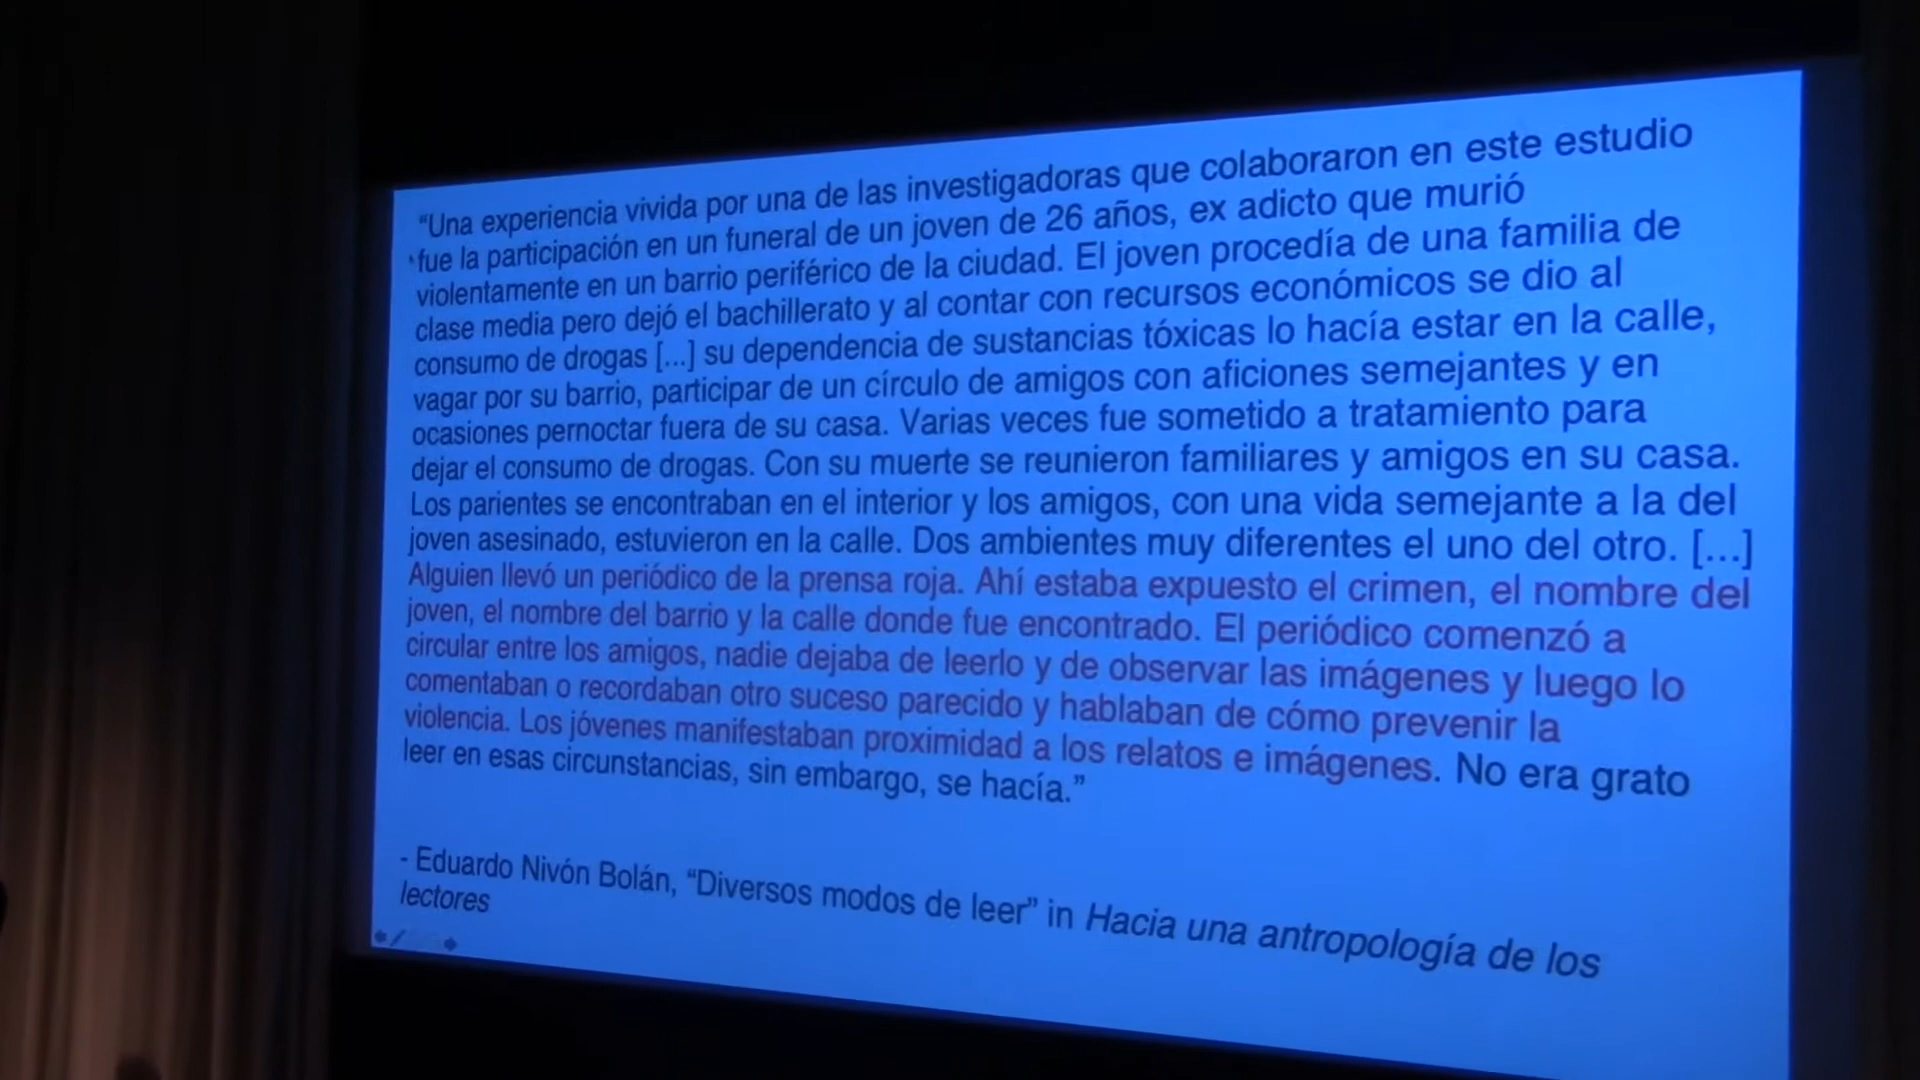 “Una experiencia vivida por una de las investigadoras que colaboraron en este estudio
fue la participación en un funeral de un joven de 26 años, ex adicto que murió
violentamente en un barrio periférico de la ciudad. El joven procedía de una familia de
clase media pero dejó el bachillerato y al contar con recursos económicos se dio al
consumo de drogas [...] su dependencia de sustancias tóxicas lo hacía estar en la calle,
vagar por su barrio, participar de un círculo de amigos con aficiones semejantes y en
ocasiones pernoctar fuera de su casa. Varias veces fue sometido a tratamiento para
dejar el consumo de drogas. Con su muerte se reunieron familiares y amigos en su casa.
Los parientes se encontraban en el interior y los amigos, con una vida semejante a la del
joven asesinado, estuvieron en la calle. Dos ambientes muy diferentes el uno del otro. [...]
Alguien llevó un periódico de la prensa roja. Ahí estaba expuesto el crimen, el nombre del
joven, el nombre del barrio y la calle donde fue encontrado. El periódico comenzó a
circular entre los amigos, nadie dejaba de leerlo y de observar las imágenes y luego lo
comentaban o recordaban otro suceso parecido y hablaban de cómo prevenir la
violencia. Los jóvenes manifestaban proximidad a los relatos e imágenes. No era grato
leer en esas circunstancias, sin embargo, se hacía.”
- Eduardo Nivón Bolán, “Diversos modos de leer” in Hacia una antropología de los
lectores